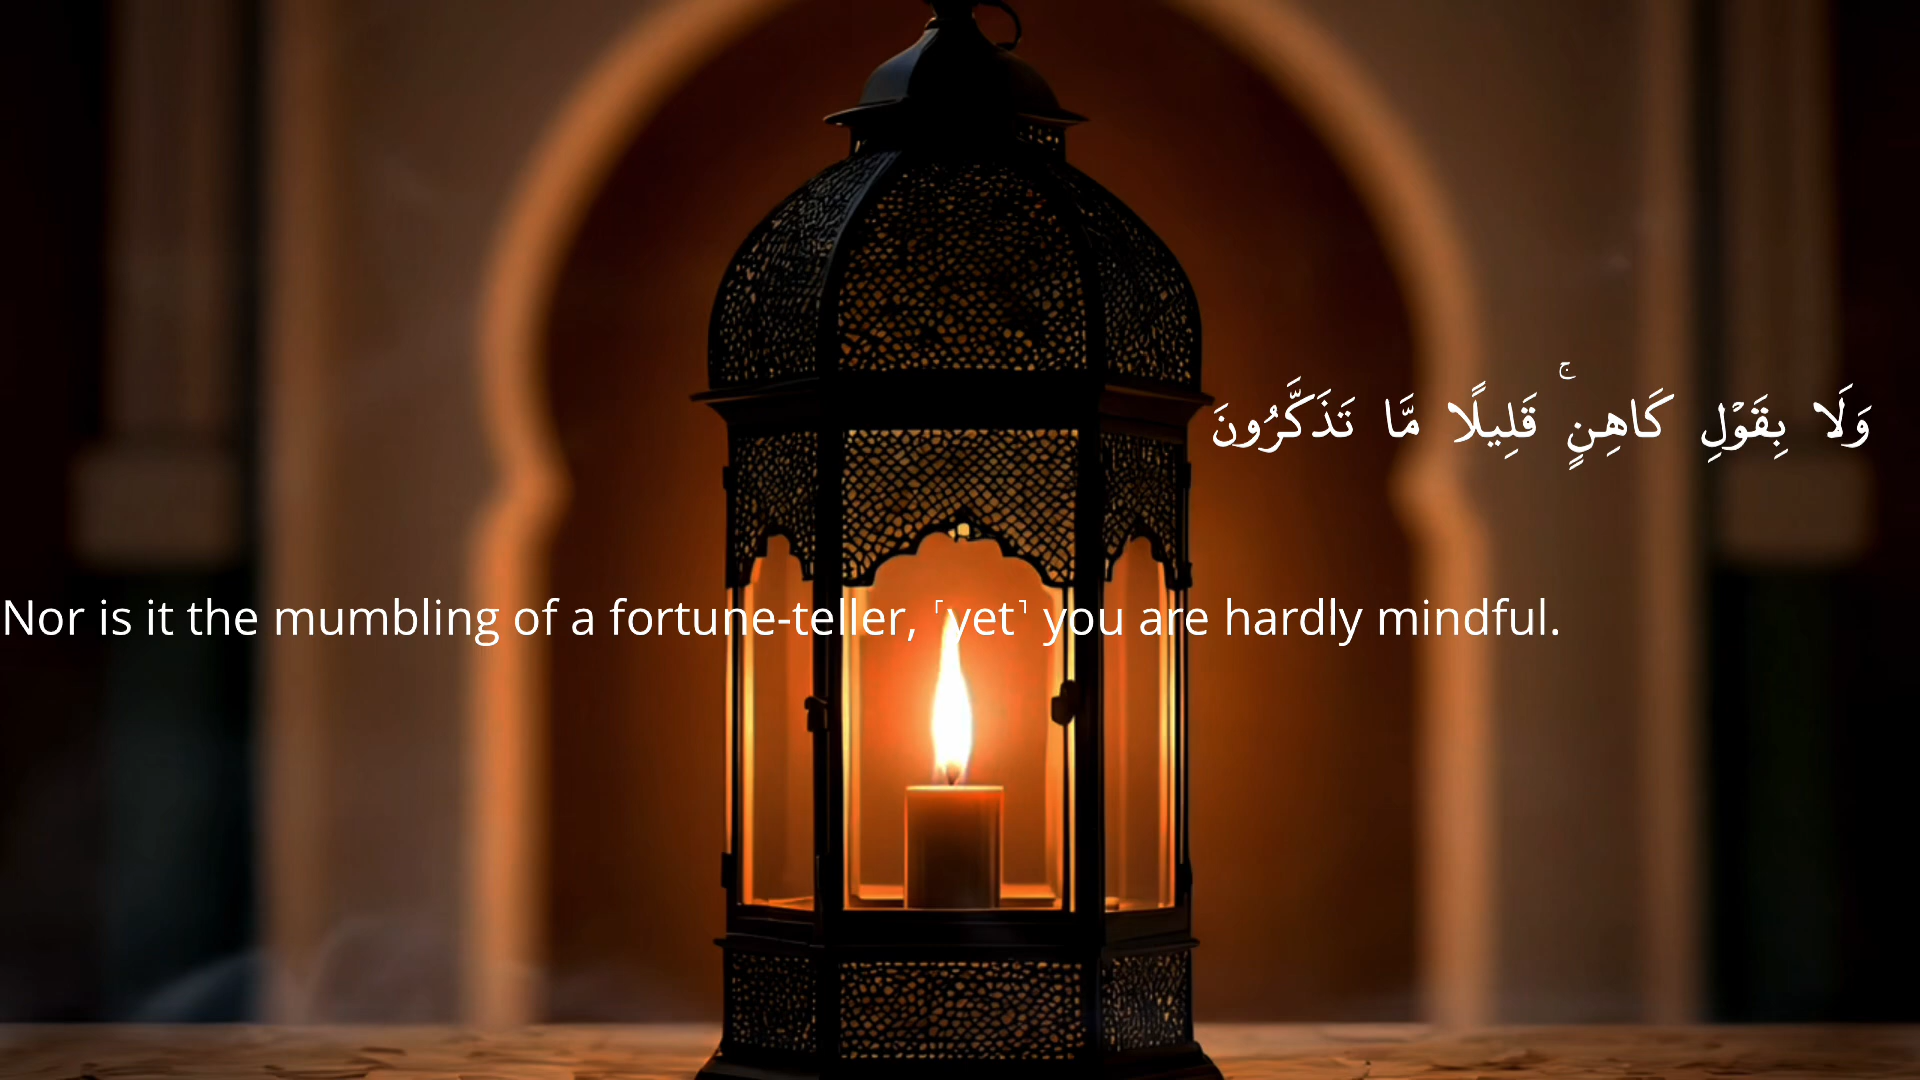 وَلَا بِقَوْلِ كَاهِنٍ ۚ قَلِيلًا مَّا تَذَكَّرُونَ
Nor is it the mumbling of a fortune-teller, ˹yet˺ you are hardly mindful.